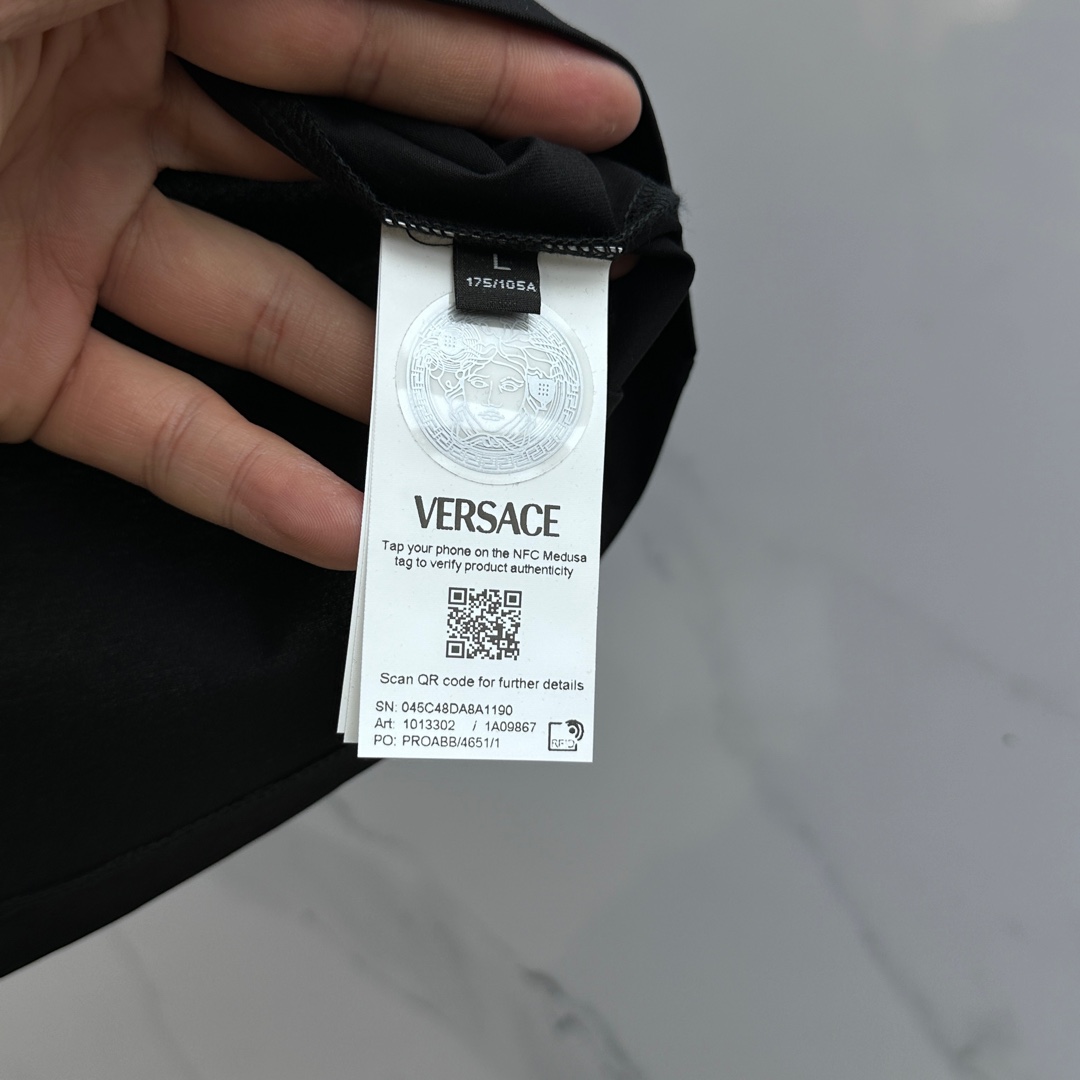 L
175/105A
VERSACE
Tap your phone on the NFC Medusa
tag to verify product authenticity
Scan QR code for further details
SN: 045C48DA8A1190
Art: 1013302 / 1A09867
PO: PROABB/4651/1
RFID